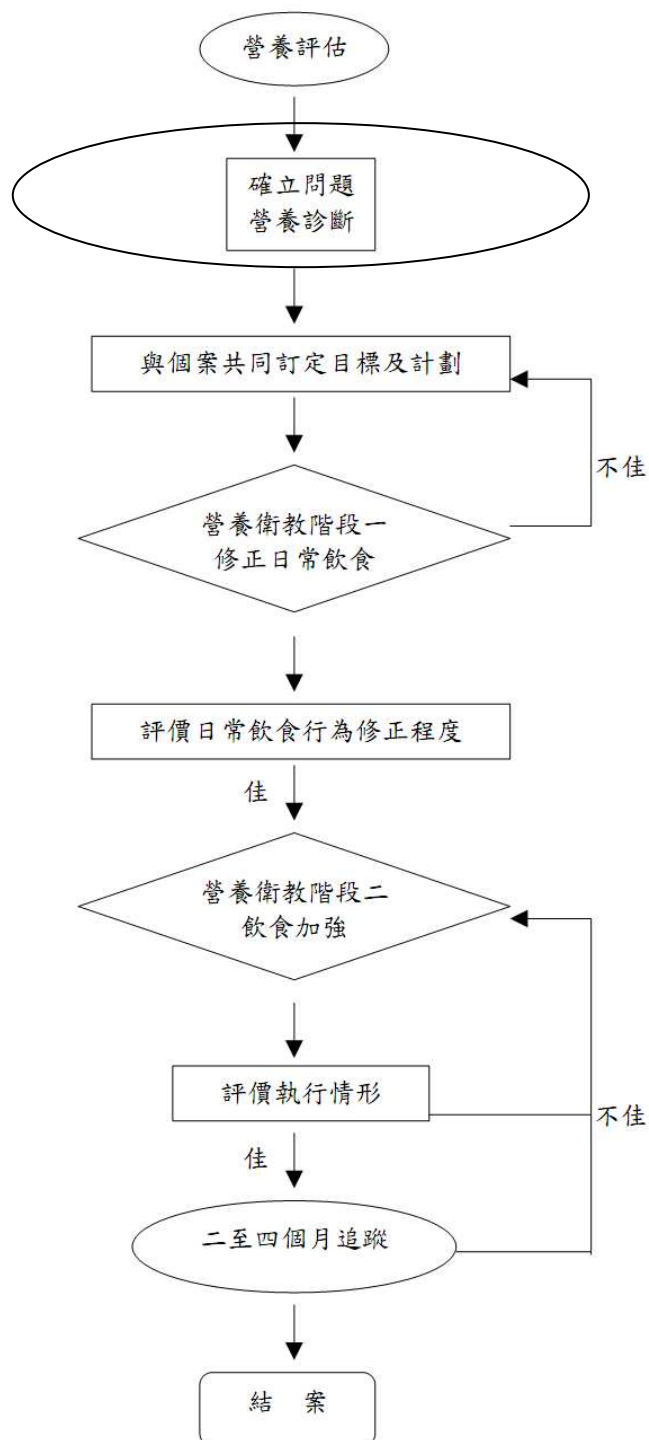 營養評估
確立問題
營養診斷
與個案共同訂定目標及計劃
不佳
營養衛教階段一
修正日常飲食
評價日常飲食行為修正程度
佳
營養衛教階段二
飲食加強
評價執行情形
不佳
佳
二至四個月追蹤
結 案